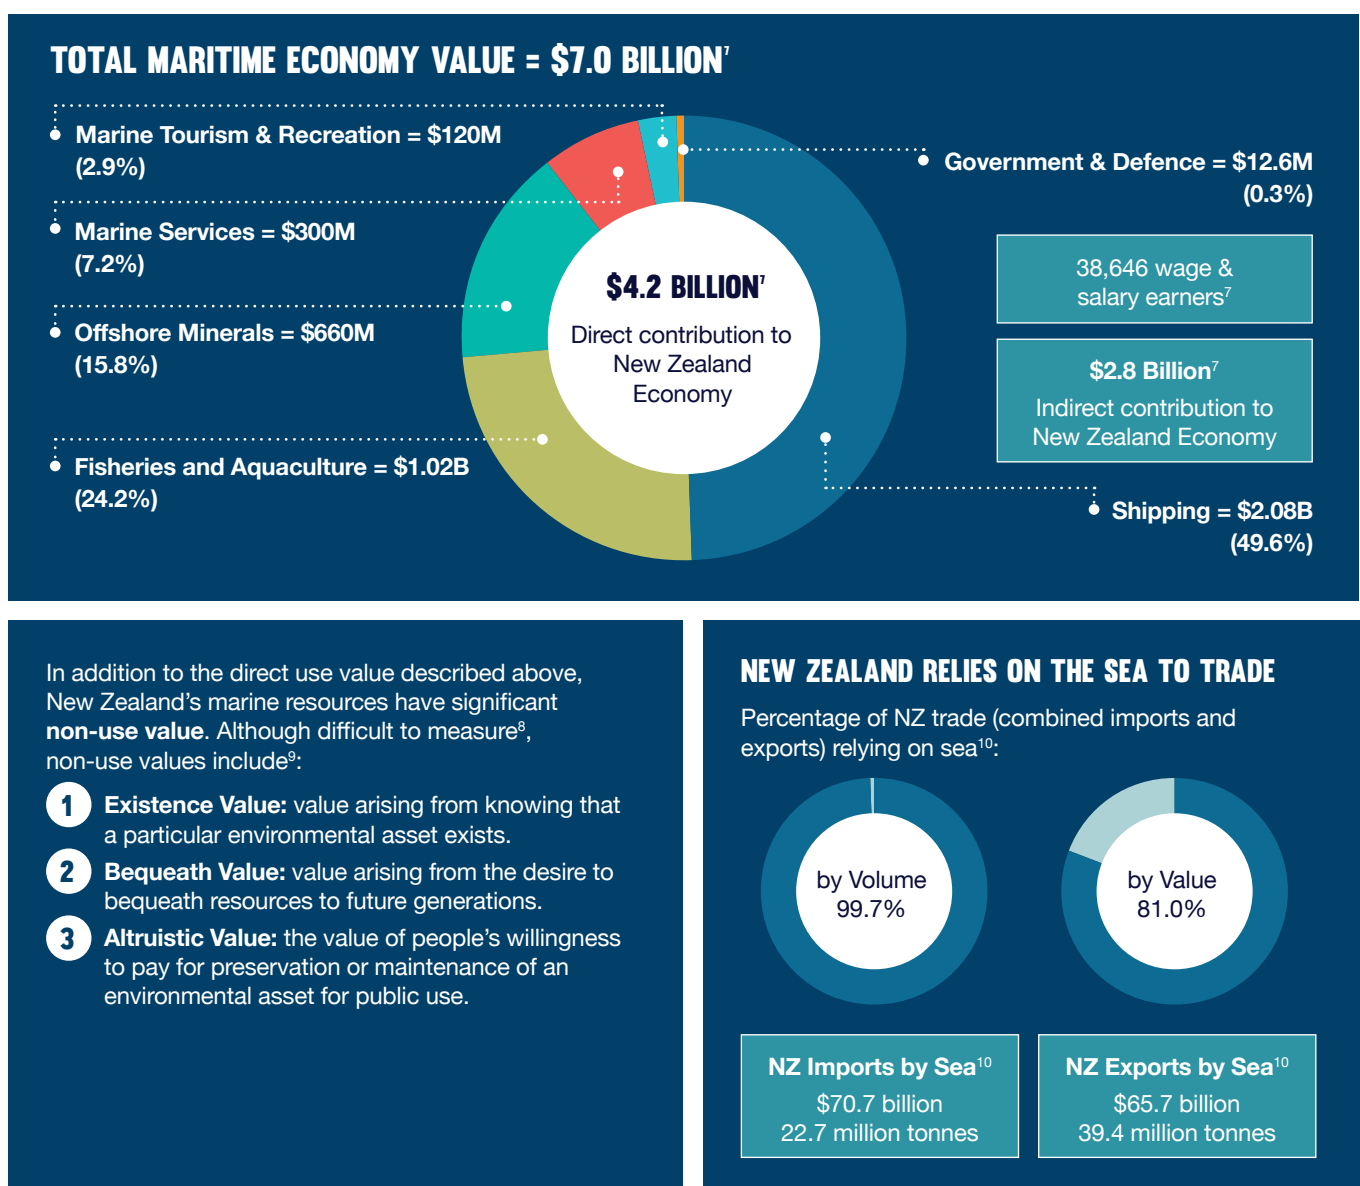 TOTAL MARITIME ECONOMY VALUE = $7.0 BILLION⁷
Marine Tourism & Recreation = $120M
(2.9%)
Marine Services = $300M
(7.2%)
Offshore Minerals = $660M
(15.8%)
Fisheries and Aquaculture = $1.02B
(24.2%)
$4.2 BILLION⁷
Direct contribution to
New Zealand
Economy
Government & Defence = $12.6M
(0.3%)
38,646 wage &
salary earners⁷
$2.8 Billion⁷
Indirect contribution to
New Zealand Economy
Shipping = $2.08B
(49.6%)
In addition to the direct use value described above,
New Zealand’s marine resources have significant
non-use value. Although difficult to measure⁸,
non-use values include⁹:
1 Existence Value: value arising from knowing that
a particular environmental asset exists.
2 Bequeath Value: value arising from the desire to
bequeath resources to future generations.
3 Altruistic Value: the value of people’s willingness
to pay for preservation or maintenance of an
environmental asset for public use.
NEW ZEALAND RELIES ON THE SEA TO TRADE
Percentage of NZ trade (combined imports and
exports) relying on sea¹⁰:
by Volume
99.7%
by Value
81.0%
NZ Imports by Sea¹⁰
$70.7 billion
22.7 million tonnes
NZ Exports by Sea¹⁰
$65.7 billion
39.4 million tonnes